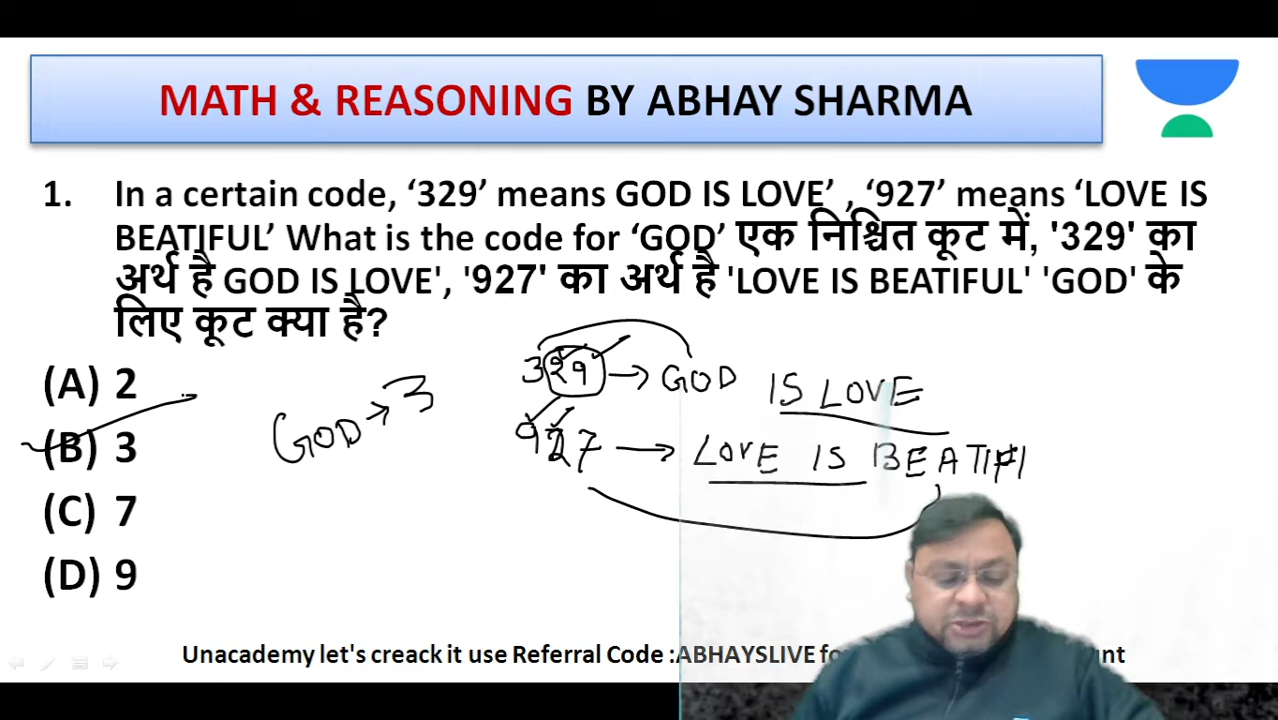 MATH & REASONING BY ABHAY SHARMA
1. In a certain code, ‘329’ means GOD IS LOVE’ , ‘927’ means ‘LOVE IS
BEATIFUL’ What is the code for ‘GOD’ एक निश्चित कूट में, '329' का
अर्थ है GOD IS LOVE', '927' का अर्थ है 'LOVE IS BEATIFUL' 'GOD' के
लिए कूट क्या है?
(A) 2
(B) 3
(C) 7
(D) 9
GOD → 3
329 → GOD IS LOVE
927 → LOVE IS
Unacademy let's creack it use Referral Code :ABHAYSLIVE